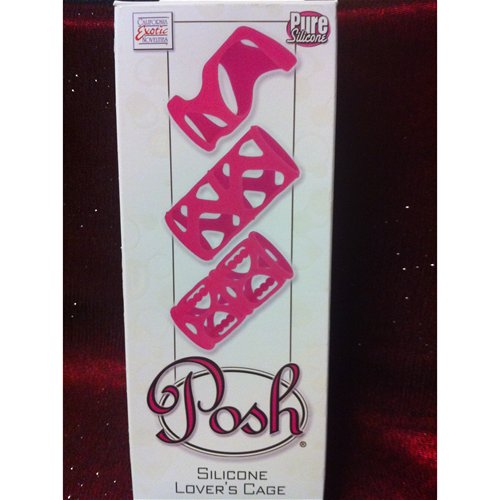 CALIFORNIA
Exotic
NOVELTIES
Pure
Silicone
Posh®
SILICONE
LOVER'S CAGE